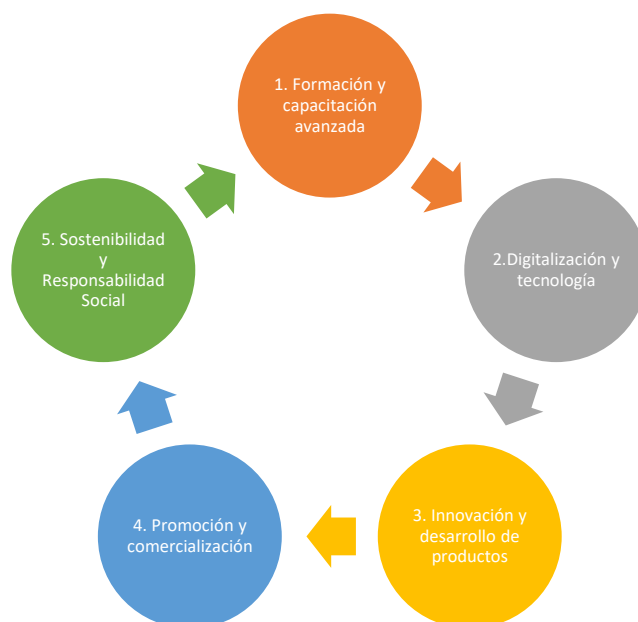 1. Formación y
capacitación
avanzada
2.Digitalización y
tecnología
3. Innovación y
desarrollo de
productos
4. Promoción y
comercialización
5. Sostenibilidad
y
Responsabilidad
Social